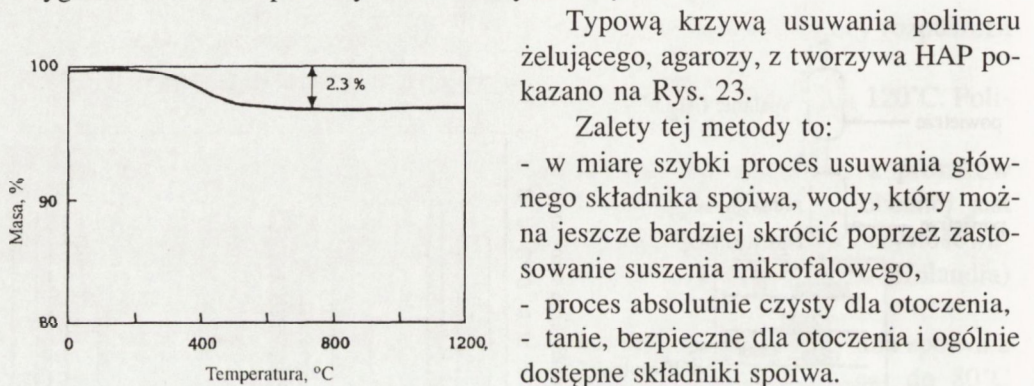 Typową krzywą usuwania polimeru
żelującego, agarozy, z tworzywa HAP po-
kazano na Rys. 23.
Zalety tej metody to:
- w miarę szybki proces usuwania głów-
nego składnika spoiwa, wody, który moż-
na jeszcze bardziej skrócić poprzez zasto-
sowanie suszenia mikrofalowego,
- proces absolutnie czysty dla otoczenia,
- tanie, bezpieczne dla otoczenia i ogólnie
dostępne składniki spoiwa.
100
2.3 %
90
80
Masa, %
0 400 800 1200,
Temperatura, °C